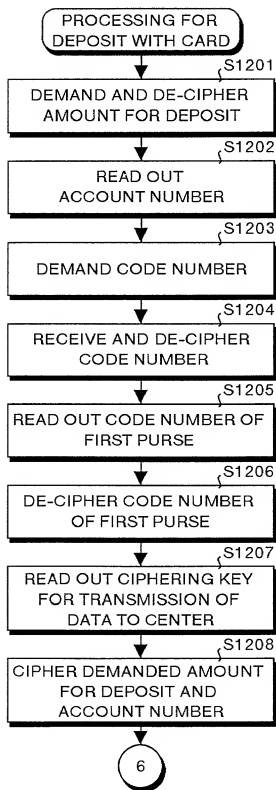 PROCESSING FOR
DEPOSIT WITH CARD
S1201
DEMAND AND DE-CIPHER
AMOUNT FOR DEPOSIT
S1202
READ OUT
ACCOUNT NUMBER
S1203
DEMAND CODE NUMBER
S1204
RECEIVE AND DE-CIPHER
CODE NUMBER
S1205
READ OUT CODE NUMBER OF
FIRST PURSE
S1206
DE-CIPHER CODE NUMBER
OF FIRST PURSE
S1207
READ OUT CIPHERING KEY
FOR TRANSMISSION OF
DATA TO CENTER
S1208
CIPHER DEMANDED AMOUNT
FOR DEPOSIT AND
ACCOUNT NUMBER
6